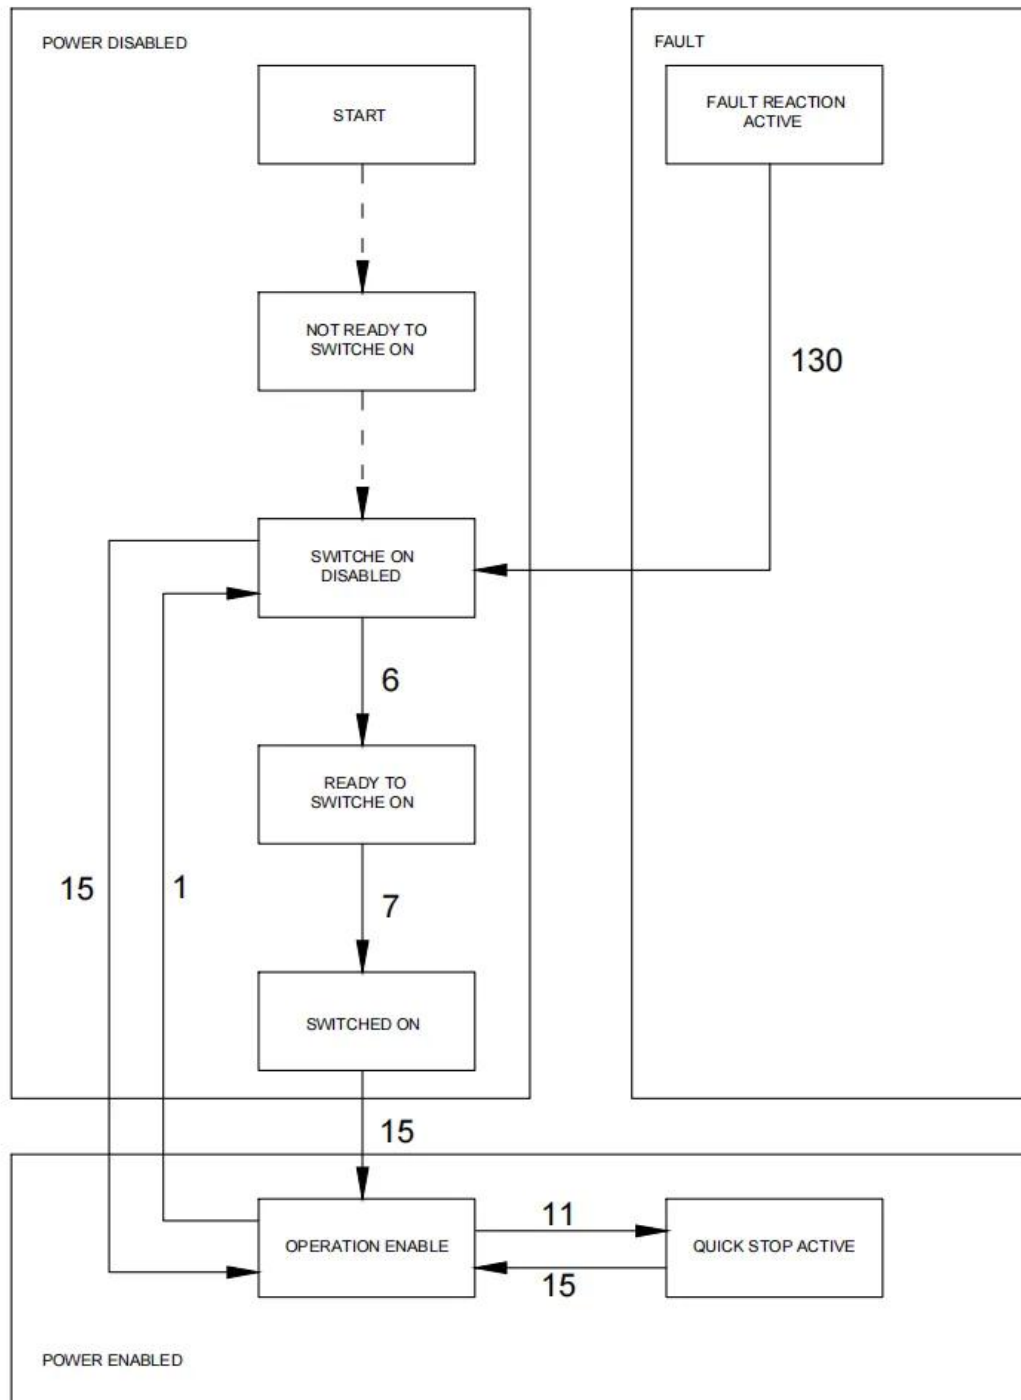 POWER DISABLED
FAULT
START
FAULT REACTION
ACTIVE
NOT READY TO
SWITCHE ON
130
SWITCHE ON
DISABLED
6
READY TO
SWITCHE ON
15
1
7
SWITCHED ON
15
OPERATION ENABLE
11
15
QUICK STOP ACTIVE
POWER ENABLED